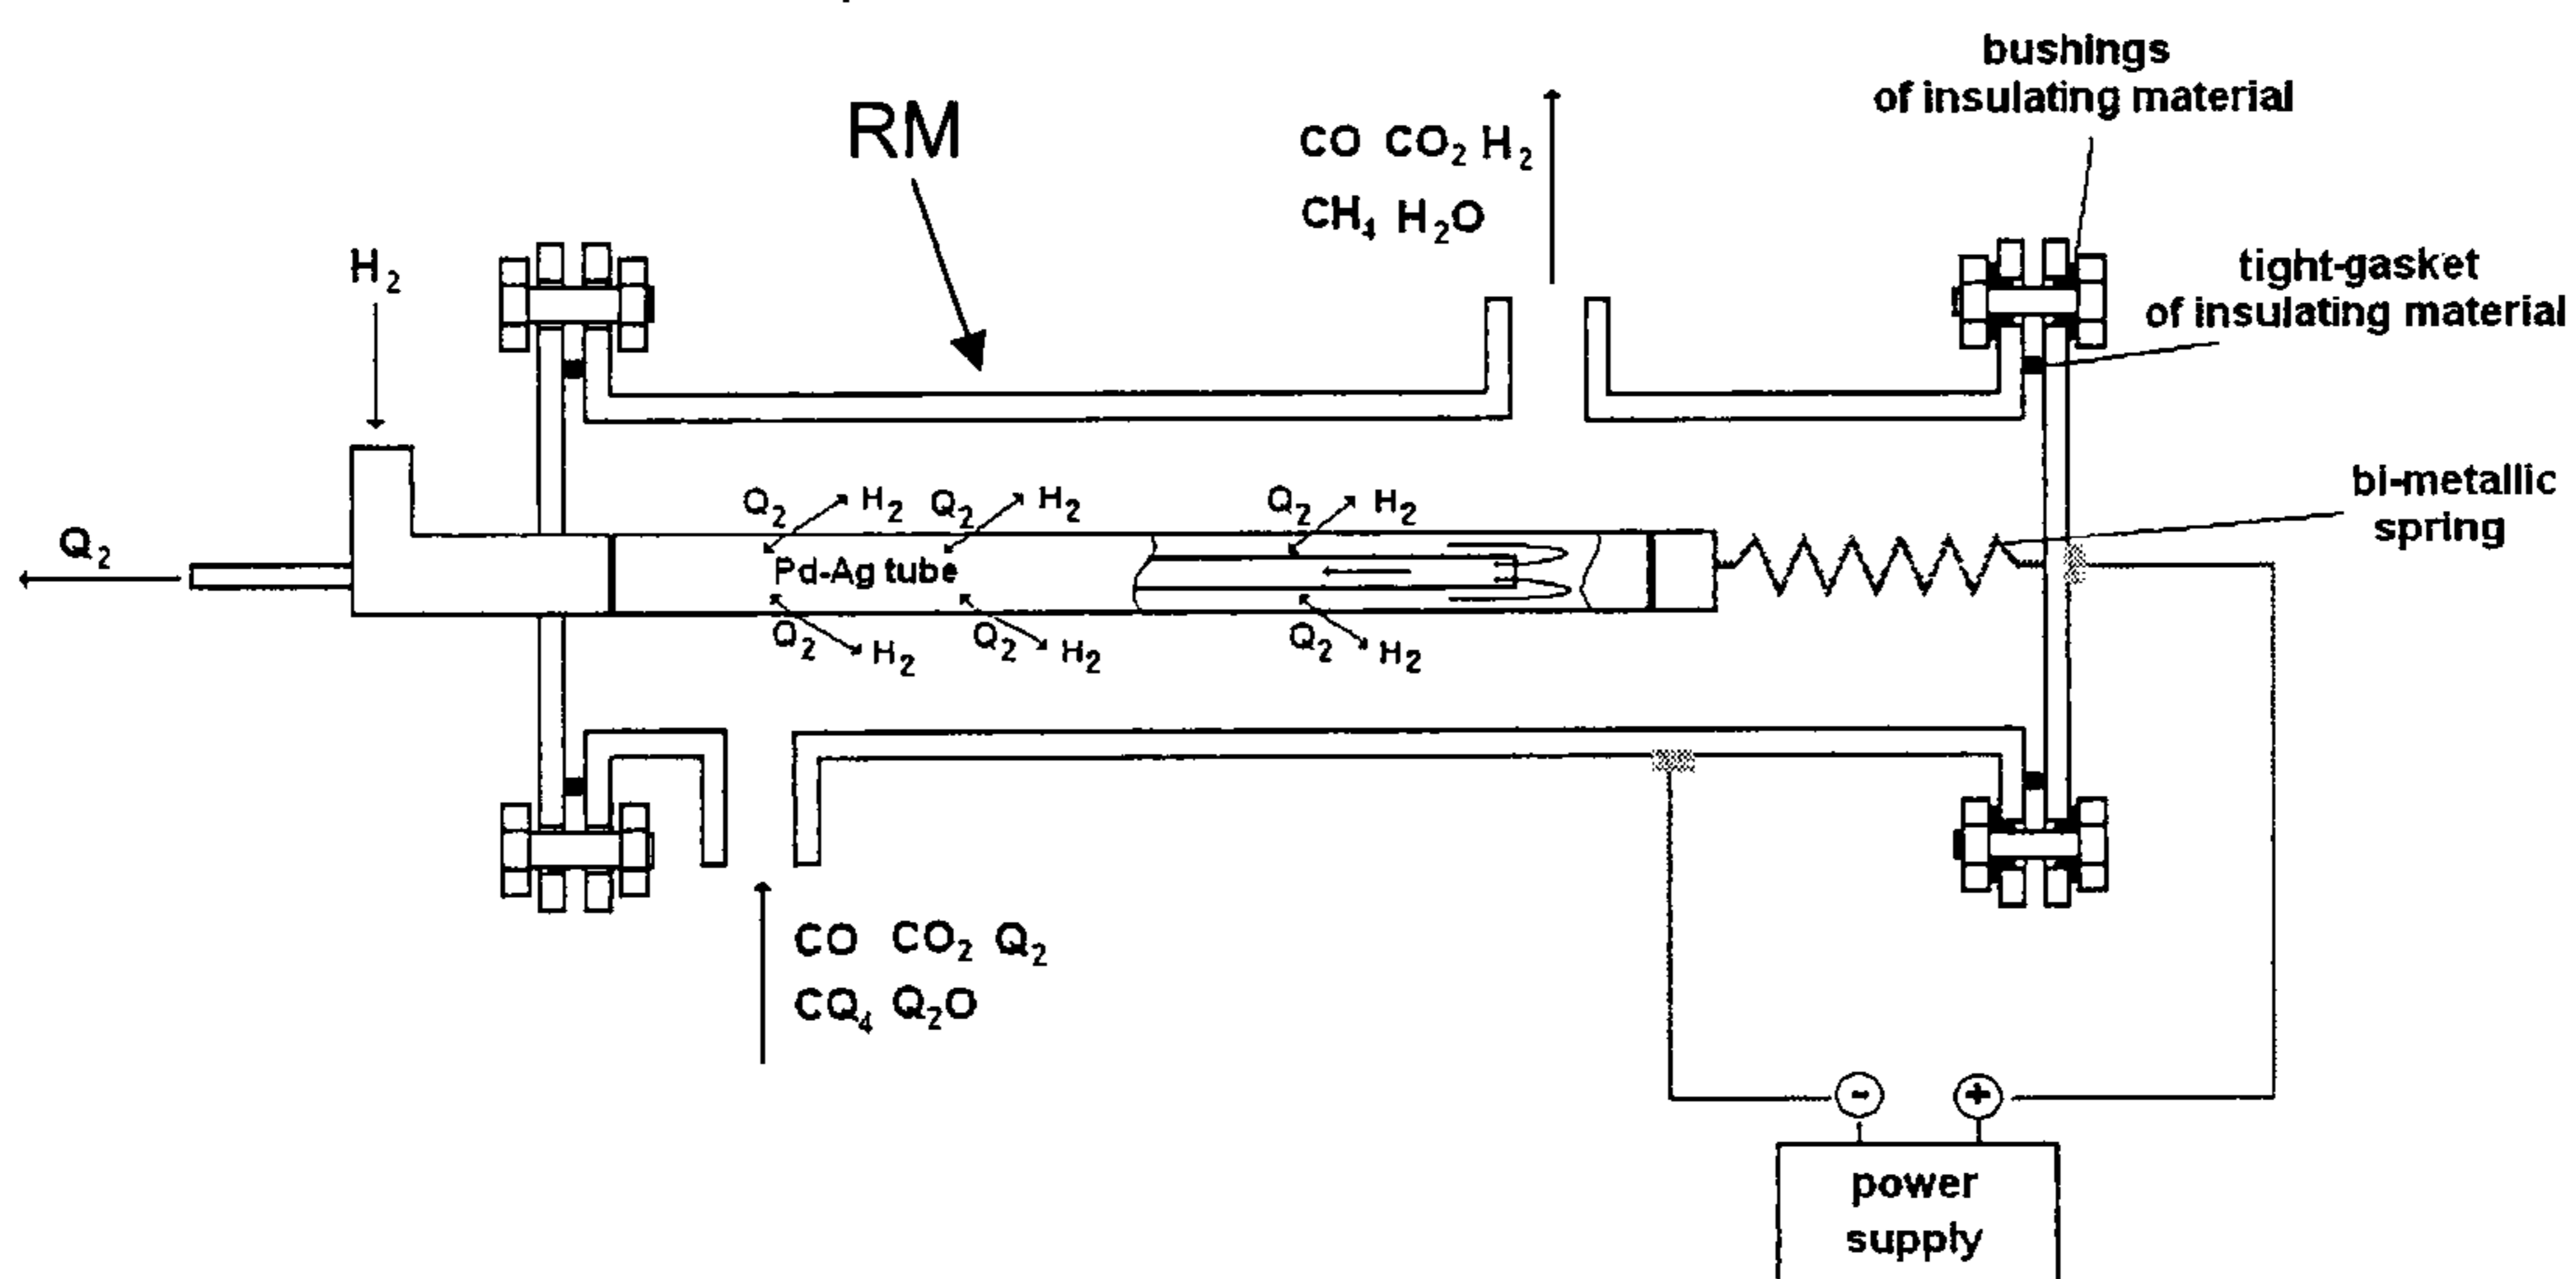 bushings
of insulating material
RM
CO CO₂ H₂
CH₄ H₂O
H₂
tight-gasket
of insulating material
bi-metallic
spring
Q₂
Q₂ H₂ Q₂ H₂ Q₂ H₂
Pd-Ag tube
Q₂ H₂ Q₂ H₂ Q₂ H₂
CO CO₂ Q₂
CQ₄ Q₂O
- +
power
supply